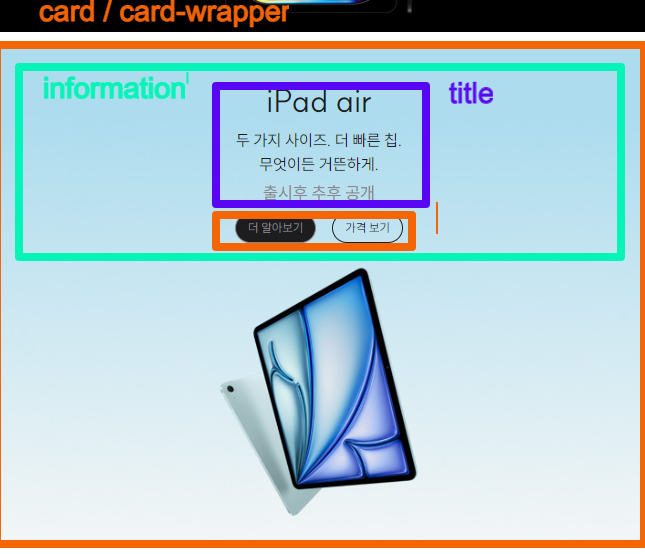 card / card-wrapper
information
title
iPad air
두 가지 사이즈. 더 빠른 칩.
무엇이든 거뜬하게.
출시후 추후 공개
더 알아보기
가격 보기